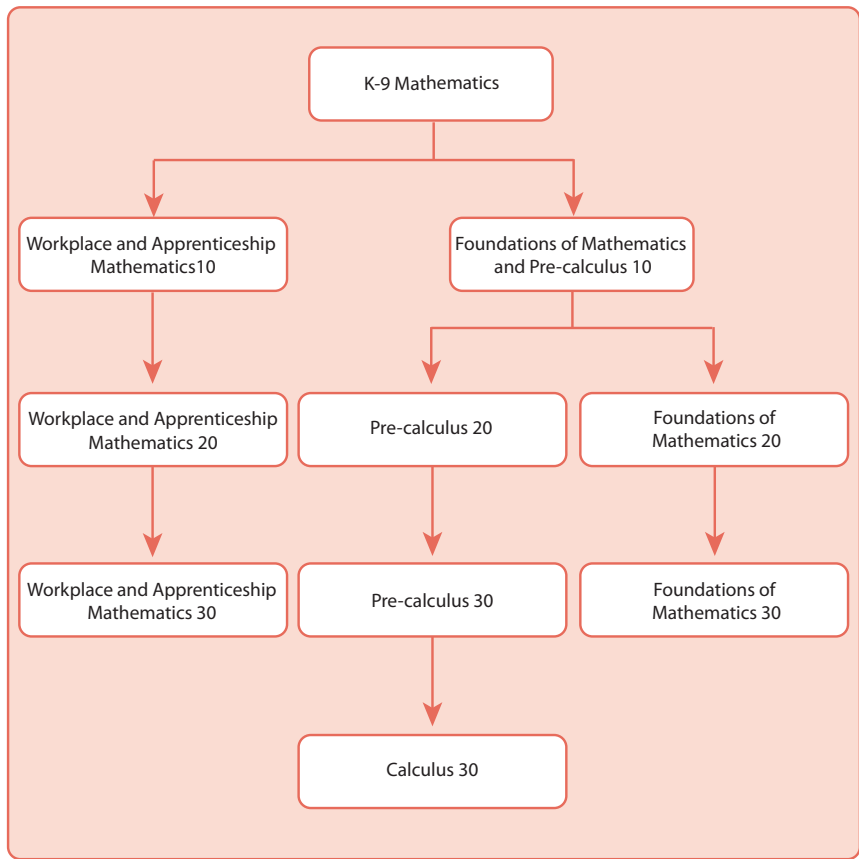 K-9 Mathematics
Workplace and Apprenticeship
Mathematics10
Foundations of Mathematics
and Pre-calculus 10
Workplace and Apprenticeship
Mathematics 20
Pre-calculus 20
Foundations of
Mathematics 20
Workplace and Apprenticeship
Mathematics 30
Pre-calculus 30
Foundations of
Mathematics 30
Calculus 30